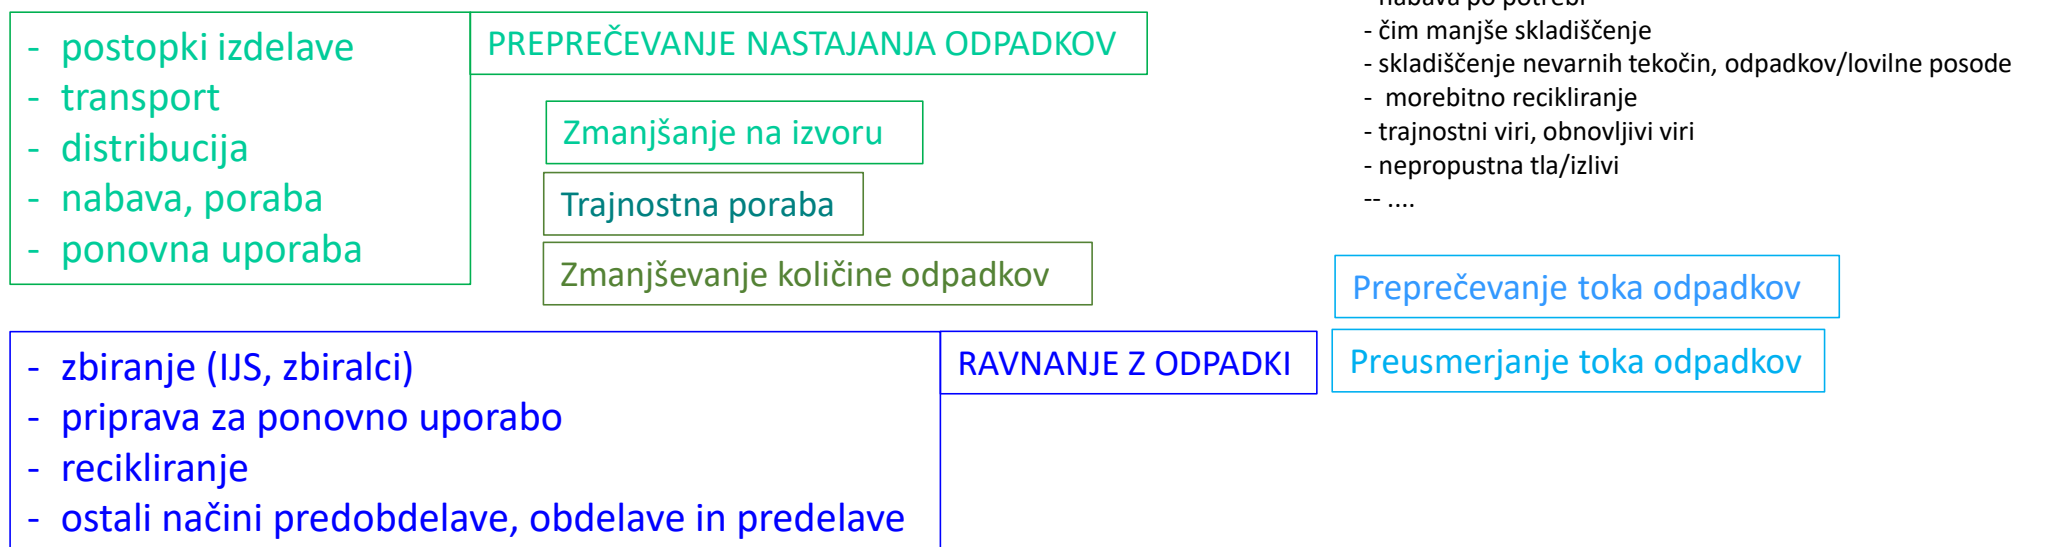 - postopki izdelave
- transport
- distribucija
- nabava, poraba
- ponovna uporaba
PREPREČEVANJE NASTAJANJA ODPADKOV
Zmanjšanje na izvoru
Trajnostna poraba
Zmanjševanje količine odpadkov
- nabava po potrebi
- čim manjše skladiščenje
- skladiščenje nevarnih tekočin, odpadkov/lovilne posode
- morebitno recikliranje
- trajnostni viri, obnovljivi viri
- nepropustna tla/izlivi
-- ....
Preprečevanje toka odpadkov
- zbiranje (IJS, zbiralci)
- priprava za ponovno uporabo
- recikliranje
- ostali načini predobdelave, obdelave in predelave
RAVNANJE Z ODPADKI
Preusmerjanje toka odpadkov